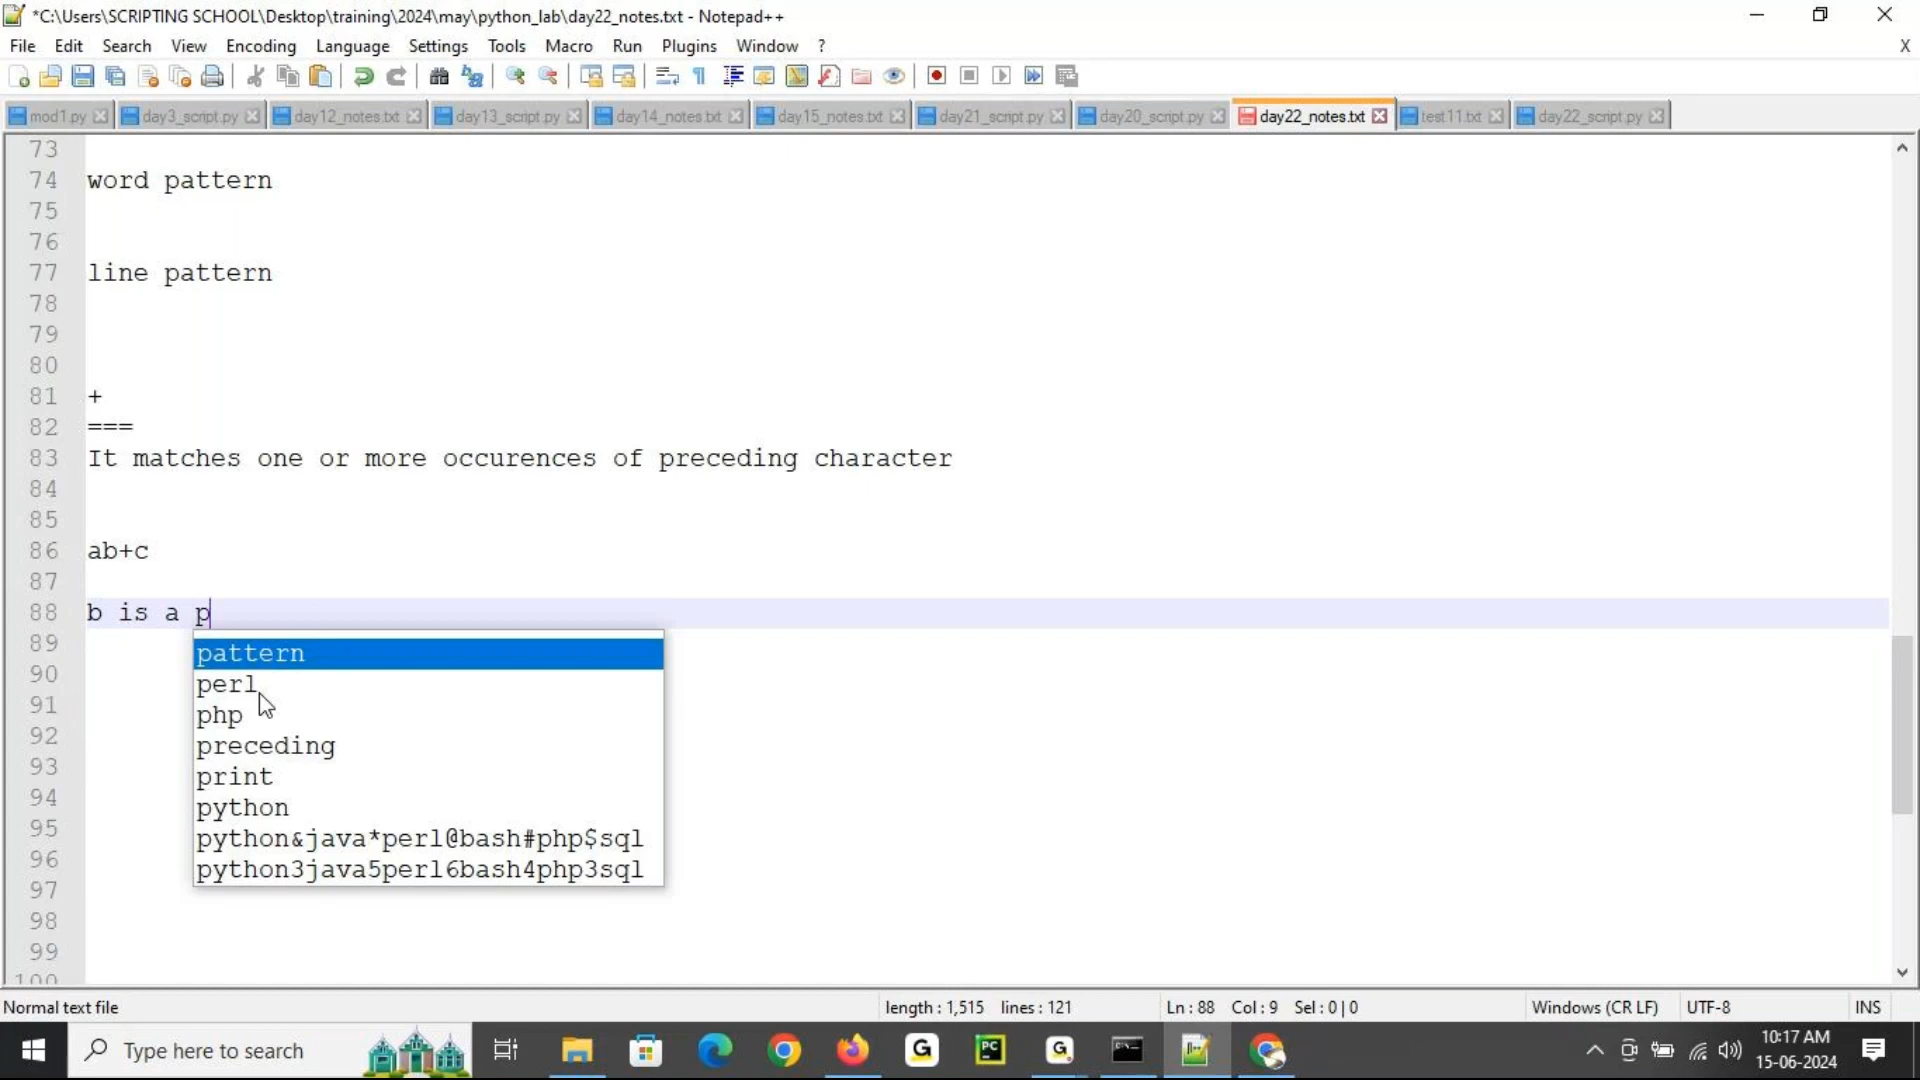 *C:\Users\SCRIPTING SCHOOL\Desktop\training\2024\may\python_lab\day22_notes.txt - Notepad++
File Edit Search View Encoding Language Settings Tools Macro Run Plugins Window ? X
mod1.py day3_script.py day12_notes.txt day13_script.py day14_notes.txt day15_notes.txt day21_script.py day20_script.py day22_notes.txt test11.txt day22_script.py
73
74 word pattern
75
76
77 line pattern
78
79
80
81 +
82 ===
83 It matches one or more occurences of preceding character
84
85
86 ab+c
87
88 b is a p
89 pattern
90 perl
91 php
92 preceding
93 print
94 python
95 python&java*perl@bash#php$sql
96 python3java5perl6bash4php3sql
97
98
99
100
Normal text file length : 1,515 lines : 121 Ln : 88 Col : 9 Sel : 0 | 0 Windows (CR LF) UTF-8 INS
Type here to search
10:17 AM
15-06-2024